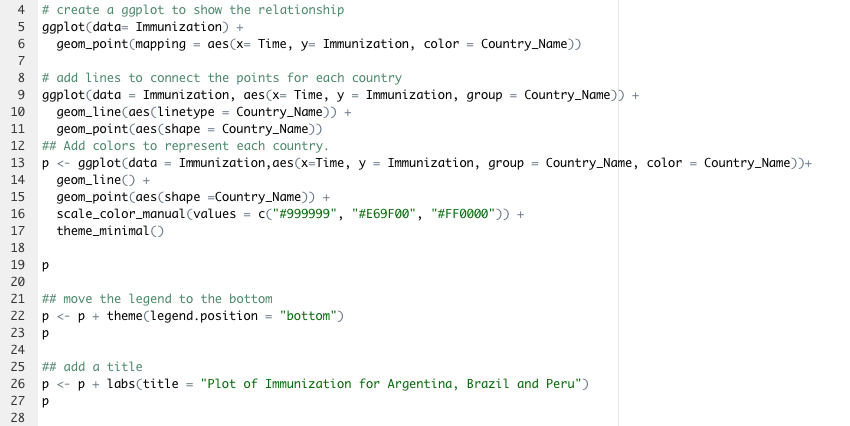 4 # create a ggplot to show the relationship
5 ggplot(data= Immunization) +
6   geom_point(mapping = aes(x= Time, y= Immunization, color = Country_Name))
7
8 # add lines to connect the points for each country
9 ggplot(data = Immunization, aes(x= Time, y = Immunization, group = Country_Name)) +
10   geom_line(aes(linetype = Country_Name)) +
11   geom_point(aes(shape = Country_Name))
12 ## Add colors to represent each country.
13 p <- ggplot(data = Immunization,aes(x=Time, y = Immunization, group = Country_Name, color = Country_Name))+
14   geom_line() +
15   geom_point(aes(shape =Country_Name)) +
16   scale_color_manual(values = c("#999999", "#E69F00", "#FF0000")) +
17   theme_minimal()
18
19 p
20
21 ## move the legend to the bottom
22 p <- p + theme(legend.position = "bottom")
23 p
24
25 ## add a title
26 p <- p + labs(title = "Plot of Immunization for Argentina, Brazil and Peru")
27 p
28